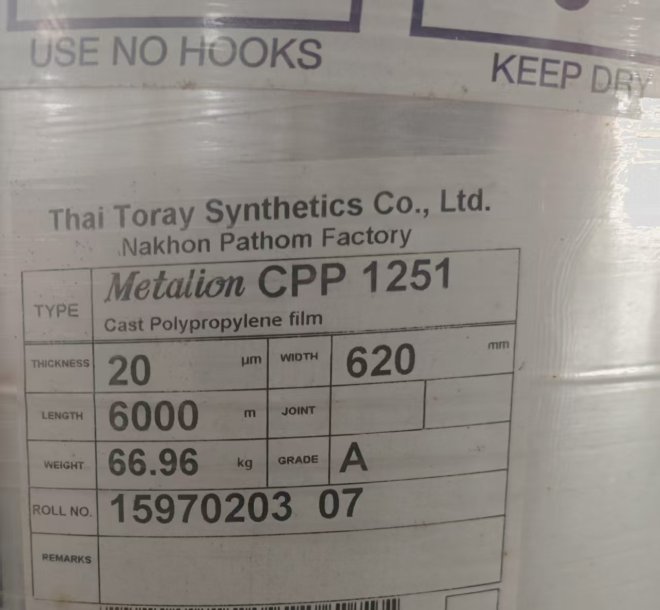 USE NO HOOKS
KEEP DRY
Thai Toray Synthetics Co., Ltd.
Nakhon Pathom Factory
TYPE Metalion CPP 1251
Cast Polypropylene film
THICKNESS 20 µm WIDTH 620 mm
LENGTH 6000 m JOINT
WEIGHT 66.96 kg GRADE A
ROLL NO. 15970203 07
REMARKS